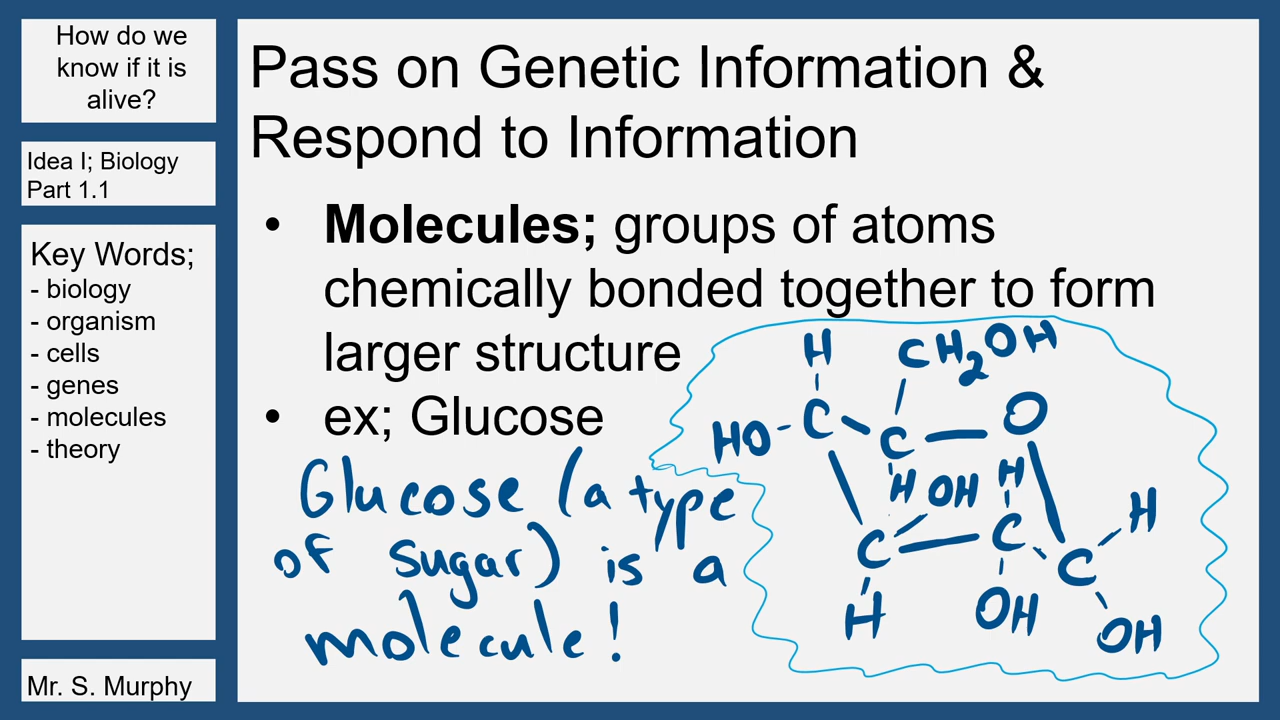 How do we
know if it is
alive?
Idea I; Biology
Part 1.1
Key Words;
- biology
- organism
- cells
- genes
- molecules
- theory
Mr. S. Murphy
Pass on Genetic Information &
Respond to Information
• Molecules; groups of atoms
chemically bonded together to form
larger structure
• ex; Glucose
Glucose (a type
of sugar) is a
molecule!
H CH₂OH
HO C C O
H OH H
C C C H
H OH OH